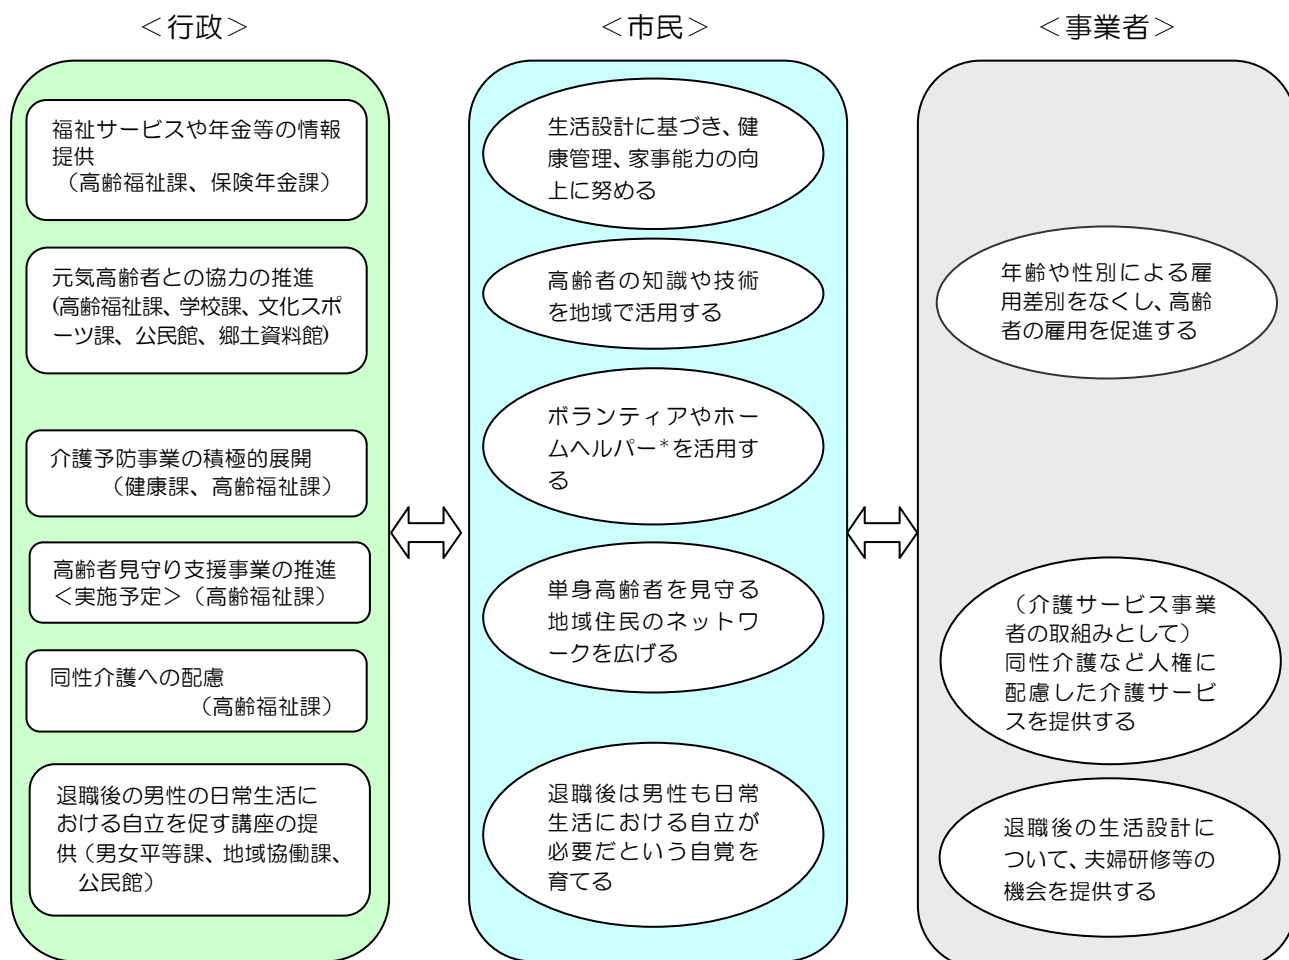 ＜行政＞
福祉サービスや年金等の情報
提供
（高齢福祉課、保険年金課）
元気高齢者との協力の推進
(高齢福祉課、学校課、文化スポ
ーツ課、公民館、郷土資料館)
介護予防事業の積極的展開
（健康課、高齢福祉課）
高齢者見守り支援事業の推進
＜実施予定＞（高齢福祉課）
同性介護への配慮
（高齢福祉課）
退職後の男性の日常生活に
おける自立を促す講座の提
供（男女平等課、地域協働課、
公民館）
＜市民＞
生活設計に基づき、健
康管理、家事能力の向
上に努める
高齢者の知識や技術
を地域で活用する
ボランティアやホー
ムヘルパー*を活用す
る
単身高齢者を見守る
地域住民のネットワ
ークを広げる
退職後は男性も日常
生活における自立が
必要だという自覚を
育てる
＜事業者＞
年齢や性別による雇
用差別をなくし、高齢
者の雇用を促進する
（介護サービス事業
者の取組みとして）
同性介護など人権に
配慮した介護サービ
スを提供する
退職後の生活設計に
ついて、夫婦研修等の
機会を提供する